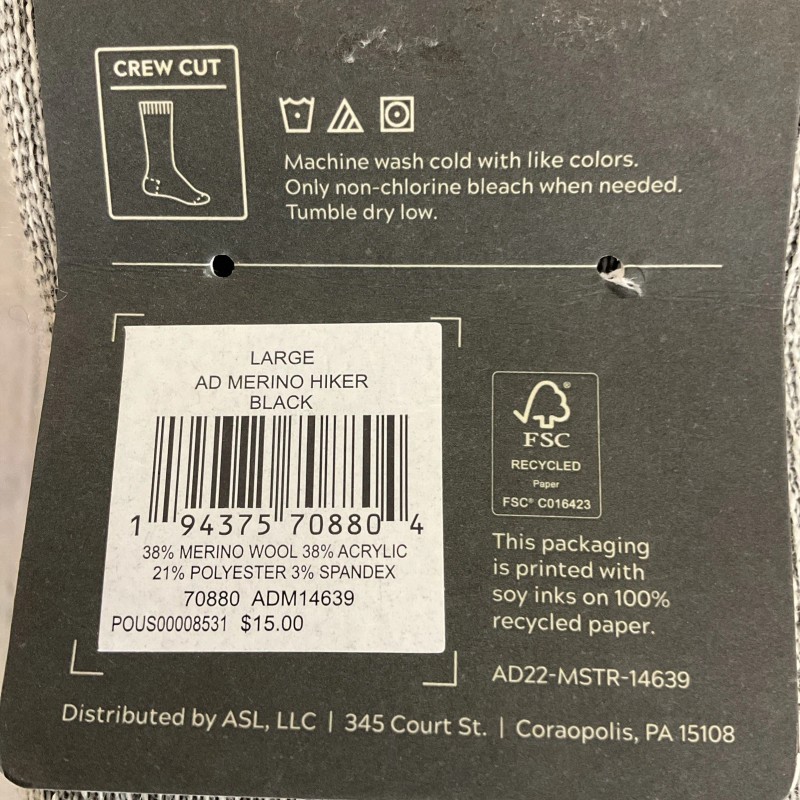 CREW CUT
Machine wash cold with like colors.
Only non-chlorine bleach when needed.
Tumble dry low.
LARGE
AD MERINO HIKER
BLACK
1 94375 70880 4
38% MERINO WOOL 38% ACRYLIC
21% POLYESTER 3% SPANDEX
70880 ADM14639
POUS00008531 $15.00
®
FSC
RECYCLED
Paper
FSC® C016423
This packaging
is printed with
soy inks on 100%
recycled paper.
AD22-MSTR-14639
Distributed by ASL, LLC | 345 Court St. | Coraopolis, PA 15108